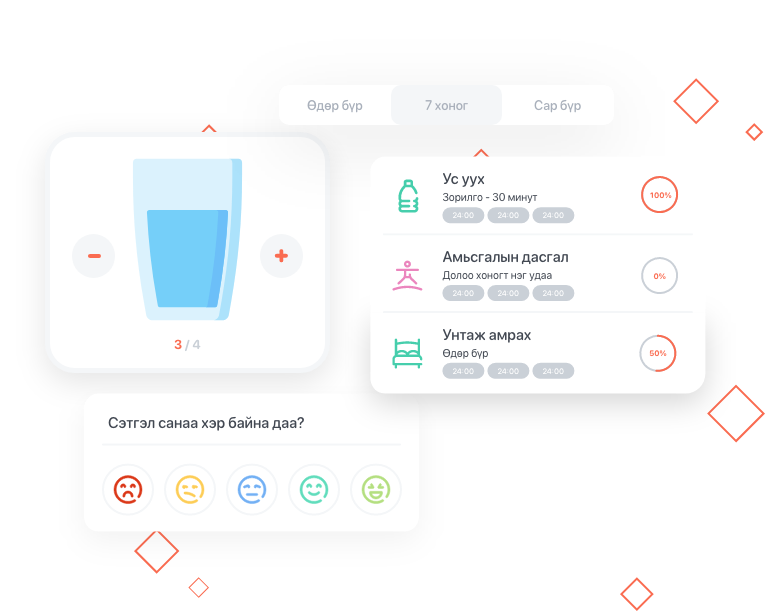 Өдөр бүр 7 хоног Сар бүр
3 / 4
Ус уух
Зорилго - 30 минут
24:00 24:00 24:00
100%
Амьсгалын дасгал
Долоо хоногт нэг удаа
24:00 24:00 24:00
0%
Унтаж амрах
Өдөр бүр
24:00 24:00 24:00
50%
Сэтгэл санаа хэр байна даа?